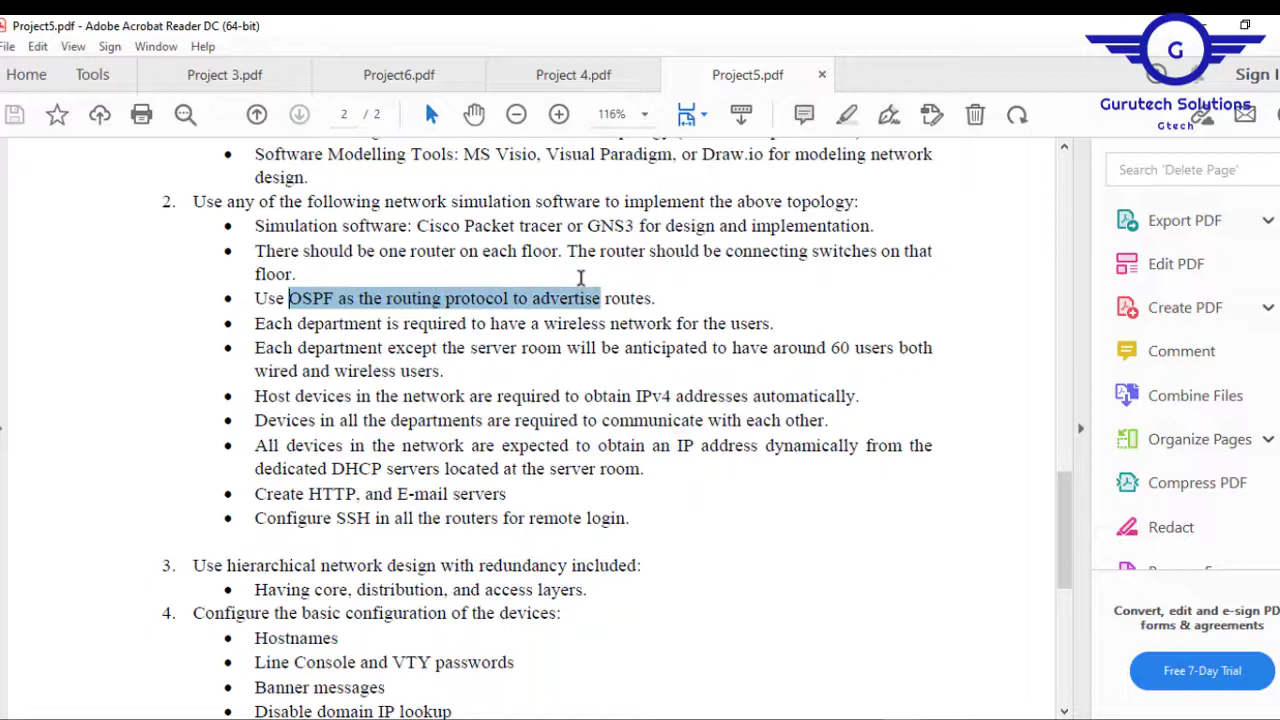 Project5.pdf - Adobe Acrobat Reader DC (64-bit)
File Edit View Sign Window Help
Home Tools Project 3.pdf Project6.pdf Project 4.pdf Project5.pdf × Sign I
G
Gurutech Solutions
Gtech
2 / 2 116%
Software Modelling Tools: MS Visio, Visual Paradigm, or Draw.io for modeling network
design.
2. Use any of the following network simulation software to implement the above topology:
• Simulation software: Cisco Packet tracer or GNS3 for design and implementation.
• There should be one router on each floor. The router should be connecting switches on that
floor.
• Use OSPF as the routing protocol to advertise routes.
• Each department is required to have a wireless network for the users.
• Each department except the server room will be anticipated to have around 60 users both
wired and wireless users.
• Host devices in the network are required to obtain IPv4 addresses automatically.
• Devices in all the departments are required to communicate with each other.
• All devices in the network are expected to obtain an IP address dynamically from the
dedicated DHCP servers located at the server room.
• Create HTTP, and E-mail servers
• Configure SSH in all the routers for remote login.
3. Use hierarchical network design with redundancy included:
• Having core, distribution, and access layers.
4. Configure the basic configuration of the devices:
• Hostnames
• Line Console and VTY passwords
• Banner messages
• Disable domain IP lookup
Search 'Delete Page'
Export PDF
Edit PDF
Create PDF
Comment
Combine Files
Organize Pages
Compress PDF
Redact
Convert, edit and e-sign PD
forms & agreements
Free 7-Day Trial